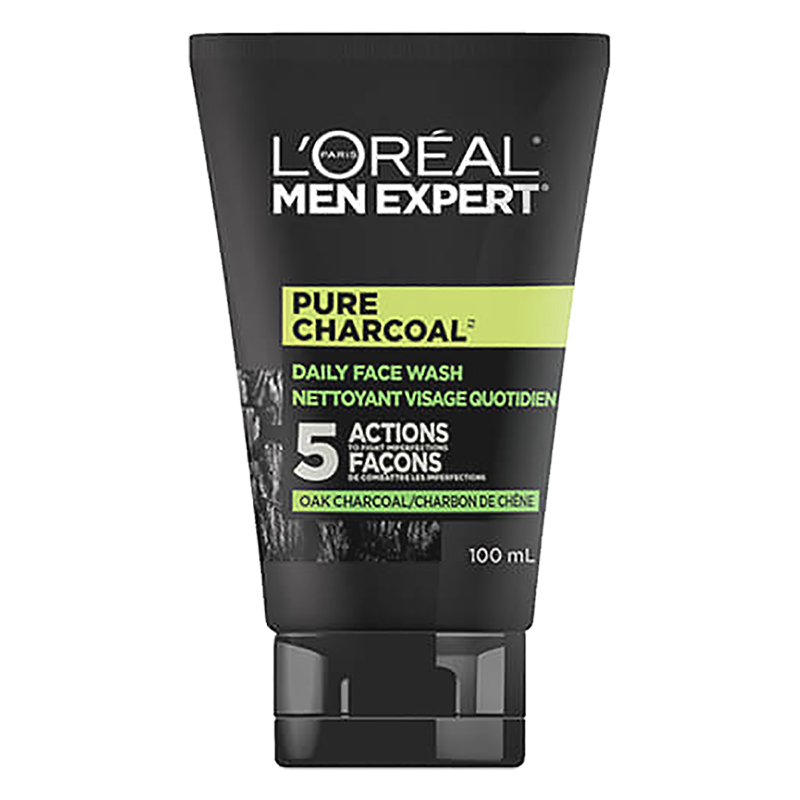 L'ORÉAL®
PARIS
MEN EXPERT®
PURE
CHARCOAL
DAILY FACE WASH
NETTOYANT VISAGE QUOTIDIEN
5 ACTIONS
TO FIGHT IMPERFECTIONS
FAÇONS
DE COMBATTRE LES IMPERFECTIONS
OAK CHARCOAL/CHARBON DE CHÊNE
100 mL